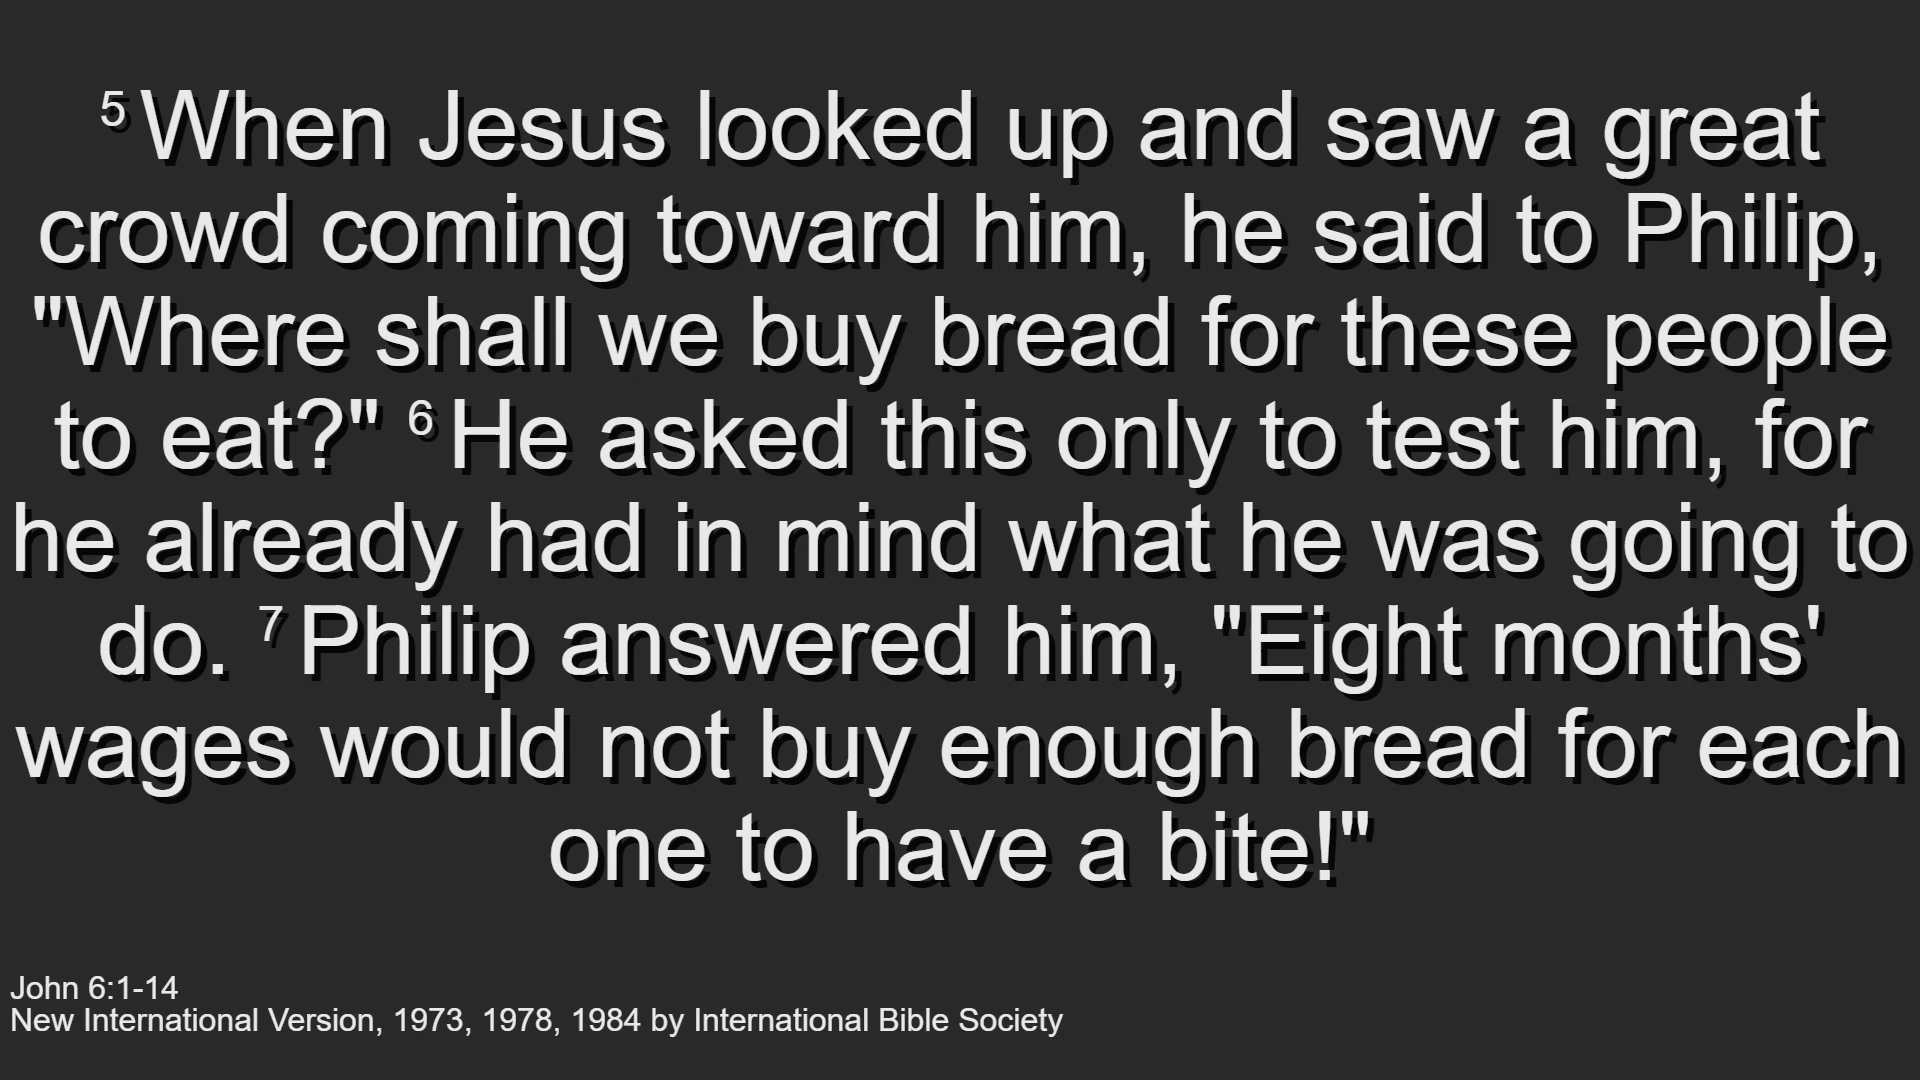 5 When Jesus looked up and saw a great
crowd coming toward him, he said to Philip,
"Where shall we buy bread for these people
to eat?" 6 He asked this only to test him, for
he already had in mind what he was going to
do. 7 Philip answered him, "Eight months'
wages would not buy enough bread for each
one to have a bite!"
John 6:1-14
New International Version, 1973, 1978, 1984 by International Bible Society